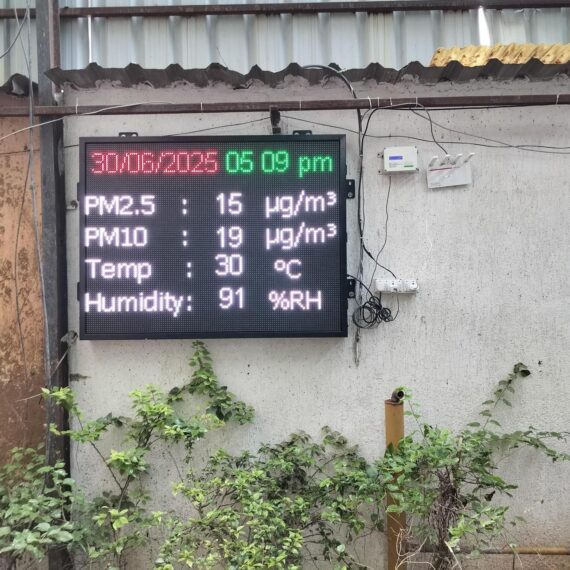 30/06/2025 05 09 pm
PM2.5 : 15 µg/m³
PM10 : 19 µg/m³
Temp : 30 ºC
Humidity: 91 %RH